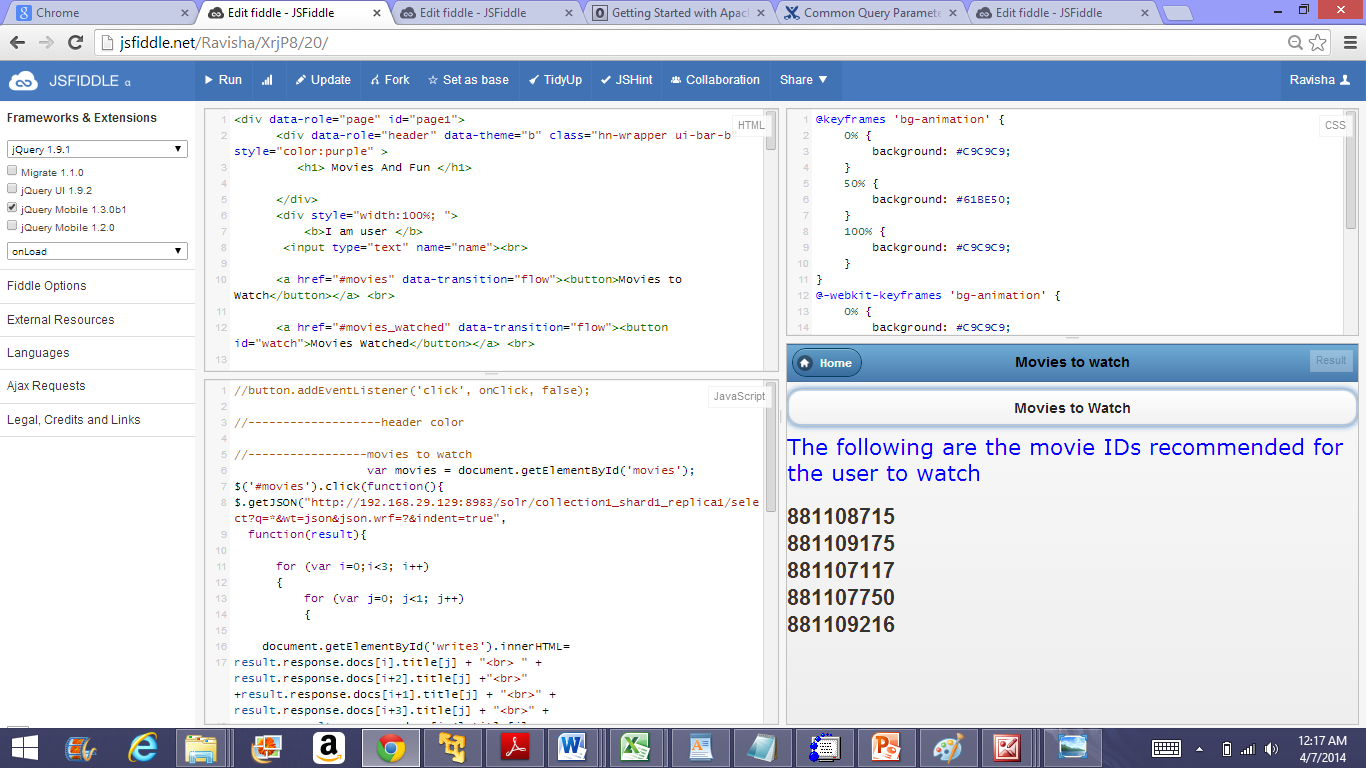 Chrome
Edit fiddle - JSFiddle
Edit fiddle - JSFiddle
Getting Started with Apac
Common Query Paramete
Edit fiddle - JSFiddle
jsfiddle.net/Ravisha/XrjP8/20/
JSFIDDLE α
Run
Update
Fork
Set as base
TidyUp
JSHint
Collaboration
Share
Ravisha
Frameworks & Extensions
jQuery 1.9.1
Migrate 1.1.0
jQuery UI 1.9.2
jQuery Mobile 1.3.0b1
jQuery Mobile 1.2.0
onLoad
Fiddle Options
External Resources
Languages
Ajax Requests
Legal, Credits and Links
HTML
1 <div data-role="page" id="page1">
2 <div data-role="header" data-theme="b" class="hn-wrapper ui-bar-b
style="color:purple" >
3 <h1> Movies And Fun </h1>
4
5 </div>
6 <div style="width:100%; ">
7 <b>I am user </b>
8 <input type="text" name="name"><br>
9
10 <a href="#movies" data-transition="flow"><button>Movies to
Watch</button></a> <br>
11
12 <a href="#movies_watched" data-transition="flow"><button
id="watch">Movies Watched</button></a> <br>
13
JavaScript
1 //button.addEventListener('click', onClick, false);
2
3 //-------------------header color
4
5 //-----------------movies to watch
6 var movies = document.getElementById('movies');
7 $('#movies').click(function(){
8 $.getJSON("http://192.168.29.129:8983/solr/collection1_shard1_replica1/sele
ct?q=*&wt=json&json.wrf=?&indent=true",
9 function(result){
10
11 for (var i=0;i<3; i++)
12 {
13 for (var j=0; j<1; j++)
14 {
15
16 document.getElementById('write3').innerHTML=
17 result.response.docs[i].title[j] + "<br> " +
result.response.docs[i+2].title[j] +"<br>"
+result.response.docs[i+1].title[j] + "<br>" +
result.response.docs[i+3].title[j] + "<br>" +
CSS
1 @keyframes 'bg-animation' {
2 0% {
3 background: #C9C9C9;
4 }
5 50% {
6 background: #61BE50;
7 }
8 100% {
9 background: #C9C9C9;
10 }
11 }
12 @-webkit-keyframes 'bg-animation' {
13 0% {
14 background: #C9C9C9;
Home
Movies to watch
Result
Movies to Watch
The following are the movie IDs recommended for
the user to watch
881108715
881109175
881107117
881107750
881109216
12:17 AM
4/7/2014